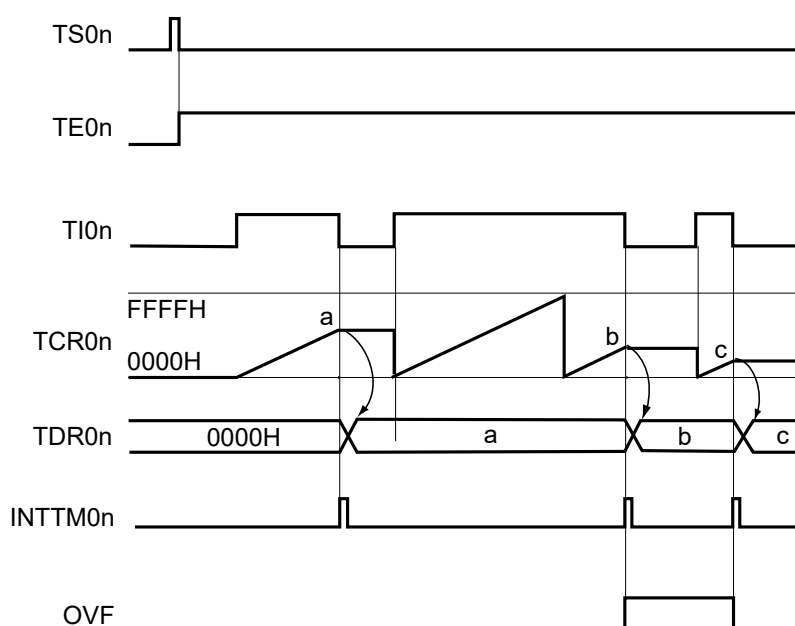 TS0n
TE0n
TI0n
FFFFH
a
TCR0n
b
c
0000H
TDR0n
0000H
a
b
c
INTTM0n
OVF